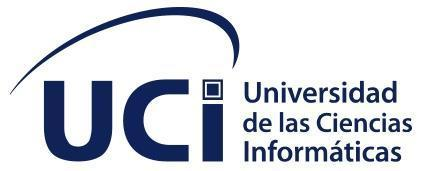 UCi
Universidad
de las Ciencias
Informáticas